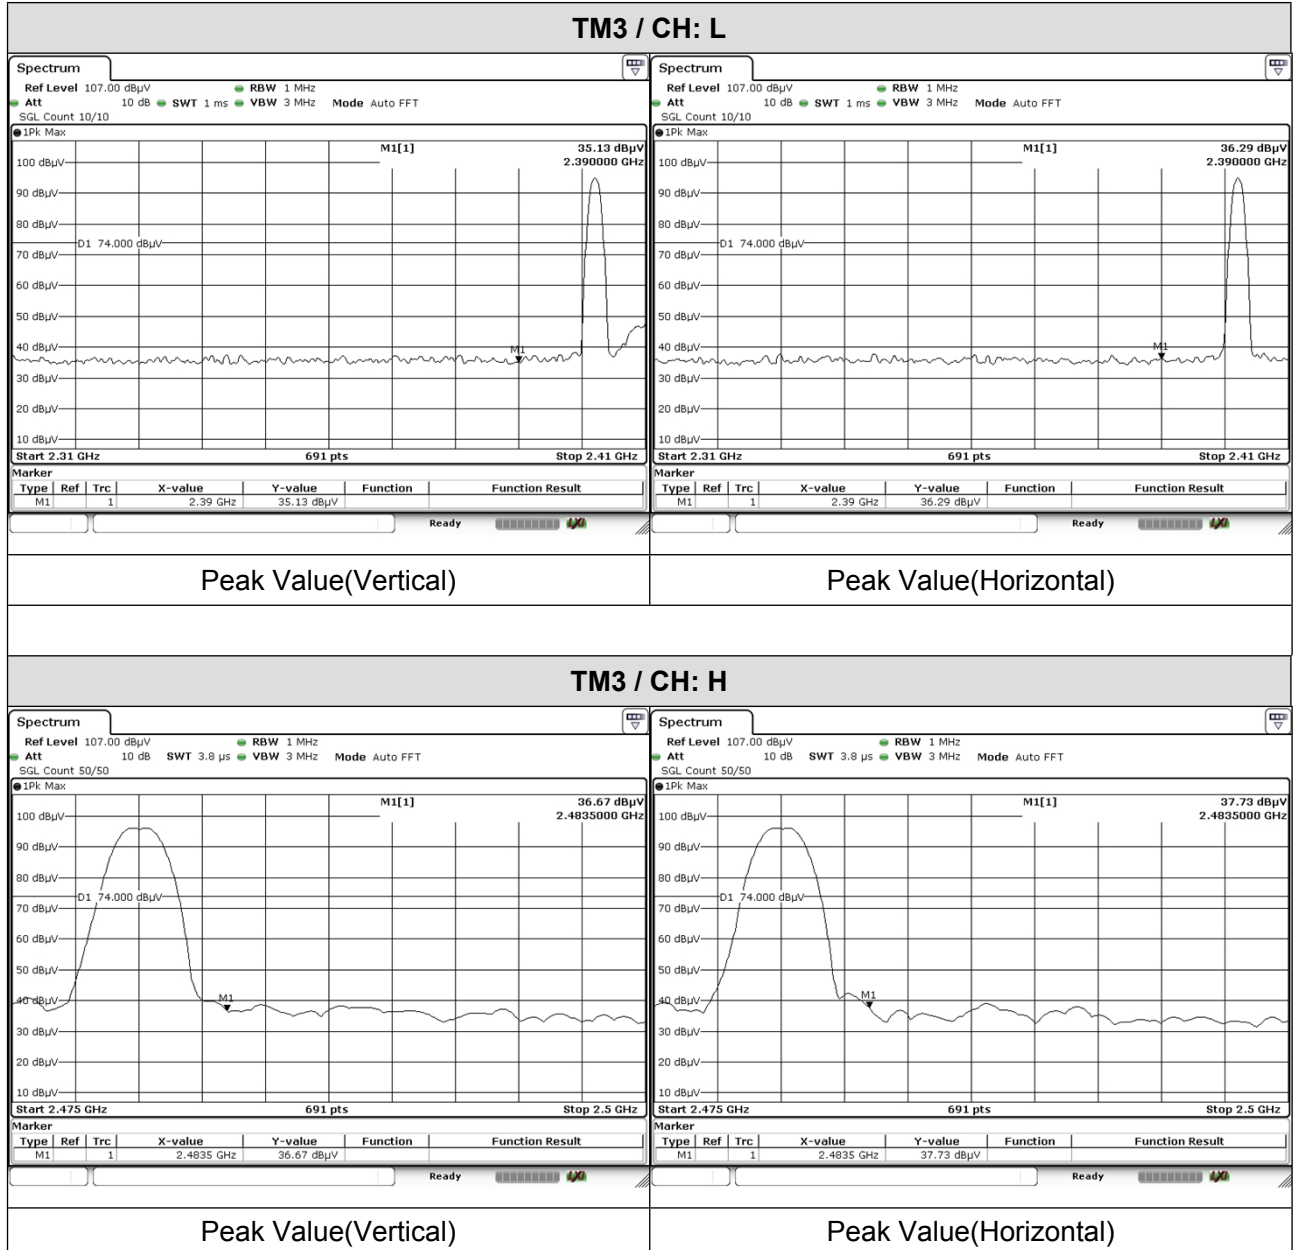 TM3 / CH: L
Spectrum
Ref Level 107.00 dBµV RBW 1 MHz
Att 10 dB SWT 1 ms VBW 3 MHz Mode Auto FFT
SGL Count 10/10
1Pk Max
M1[1] 35.13 dBµV
2.390000 GHz
100 dBµV
90 dBµV
80 dBµV
D1 74.000 dBµV
70 dBµV
60 dBµV
50 dBµV
40 dBµV
M1
30 dBµV
20 dBµV
10 dBµV
Start 2.31 GHz 691 pts Stop 2.41 GHz
Marker
Type Ref Trc X-value Y-value Function Function Result
M1 1 2.39 GHz 35.13 dBµV
Ready LXI
Peak Value(Vertical)
Spectrum
Ref Level 107.00 dBµV RBW 1 MHz
Att 10 dB SWT 1 ms VBW 3 MHz Mode Auto FFT
SGL Count 10/10
1Pk Max
M1[1] 36.29 dBµV
2.390000 GHz
100 dBµV
90 dBµV
80 dBµV
D1 74.000 dBµV
70 dBµV
60 dBµV
50 dBµV
40 dBµV
M1
30 dBµV
20 dBµV
10 dBµV
Start 2.31 GHz 691 pts Stop 2.41 GHz
Marker
Type Ref Trc X-value Y-value Function Function Result
M1 1 2.39 GHz 36.29 dBµV
Ready LXI
Peak Value(Horizontal)
TM3 / CH: H
Spectrum
Ref Level 107.00 dBµV RBW 1 MHz
Att 10 dB SWT 3.8 µs VBW 3 MHz Mode Auto FFT
SGL Count 50/50
1Pk Max
M1[1] 36.67 dBµV
2.4835000 GHz
100 dBµV
90 dBµV
80 dBµV
D1 74.000 dBµV
70 dBµV
60 dBµV
50 dBµV
40 dBµV
M1
30 dBµV
20 dBµV
10 dBµV
Start 2.475 GHz 691 pts Stop 2.5 GHz
Marker
Type Ref Trc X-value Y-value Function Function Result
M1 1 2.4835 GHz 36.67 dBµV
Ready LXI
Peak Value(Vertical)
Spectrum
Ref Level 107.00 dBµV RBW 1 MHz
Att 10 dB SWT 3.8 µs VBW 3 MHz Mode Auto FFT
SGL Count 50/50
1Pk Max
M1[1] 37.73 dBµV
2.4835000 GHz
100 dBµV
90 dBµV
80 dBµV
D1 74.000 dBµV
70 dBµV
60 dBµV
50 dBµV
40 dBµV
M1
30 dBµV
20 dBµV
10 dBµV
Start 2.475 GHz 691 pts Stop 2.5 GHz
Marker
Type Ref Trc X-value Y-value Function Function Result
M1 1 2.4835 GHz 37.73 dBµV
Ready LXI
Peak Value(Horizontal)